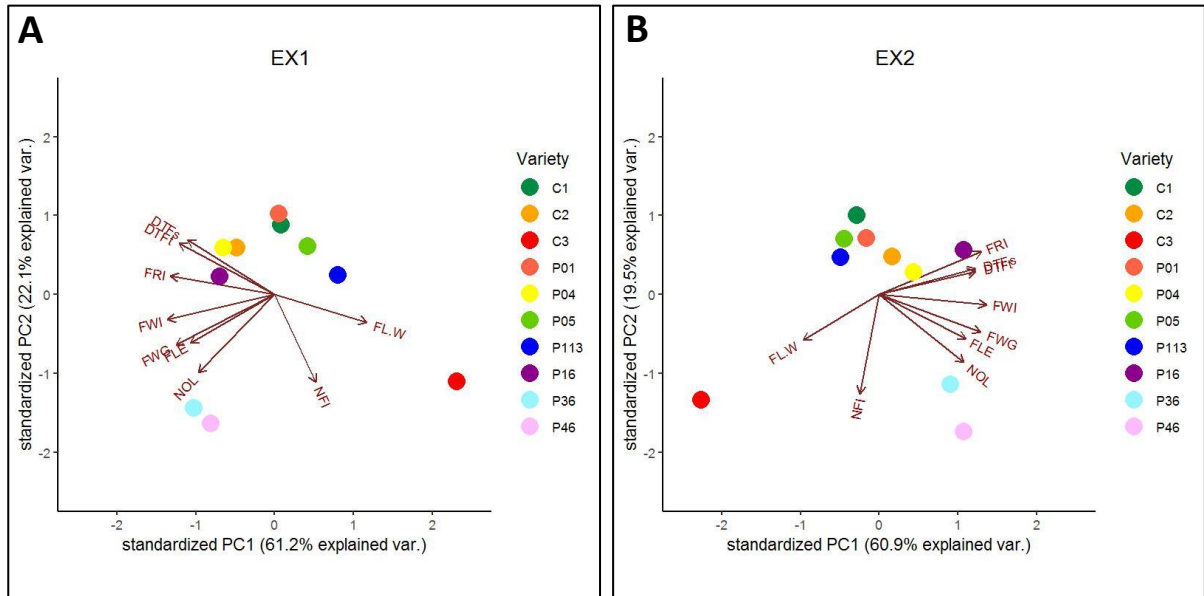 A
EX1
standardized PC2 (22.1% explained var.)
2
1
0
-1
-2
DTFs
DTFt
FRI
FWI
FWG
FLE
NOL
NFI
FL.W
-2
-1
0
1
2
standardized PC1 (61.2% explained var.)
Variety
C1
C2
C3
P01
P04
P05
P113
P16
P36
P46
B
EX2
standardized PC2 (19.5% explained var.)
2
1
0
-1
-2
FRI
DTFs
DTFt
FWI
FWG
FLE
NOL
NFI
FL.W
-2
-1
0
1
2
standardized PC1 (60.9% explained var.)
Variety
C1
C2
C3
P01
P04
P05
P113
P16
P36
P46